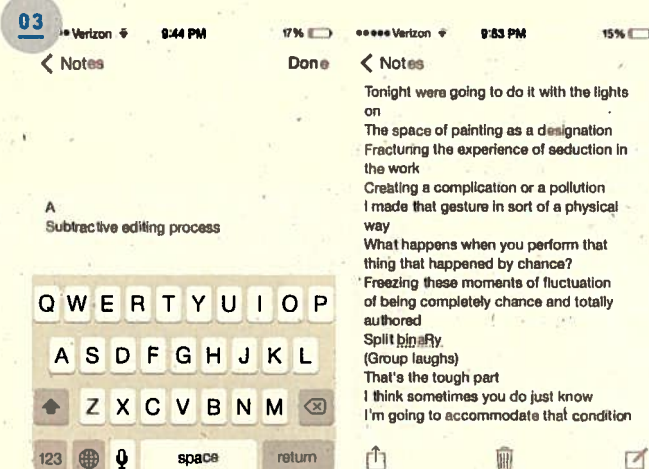 03
Verizon 9:44 PM 17%
Notes Done
A
Subtractive editing process
Q W E R T Y U I O P
A S D F G H J K L
Z X C V B N M
123 space return
Verizon 9:53 PM 15%
Notes
Tonight were going to do it with the lights
on
The space of painting as a designation
Fracturing the experience of seduction in
the work
Creating a complication or a pollution
I made that gesture in sort of a physical
way
What happens when you perform that
thing that happened by chance?
Freezing these moments of fluctuation
of being completely chance and totally
authored
Split binaRy
(Group laughs)
That's the tough part
I think sometimes you do just know
I'm going to accommodate that condition